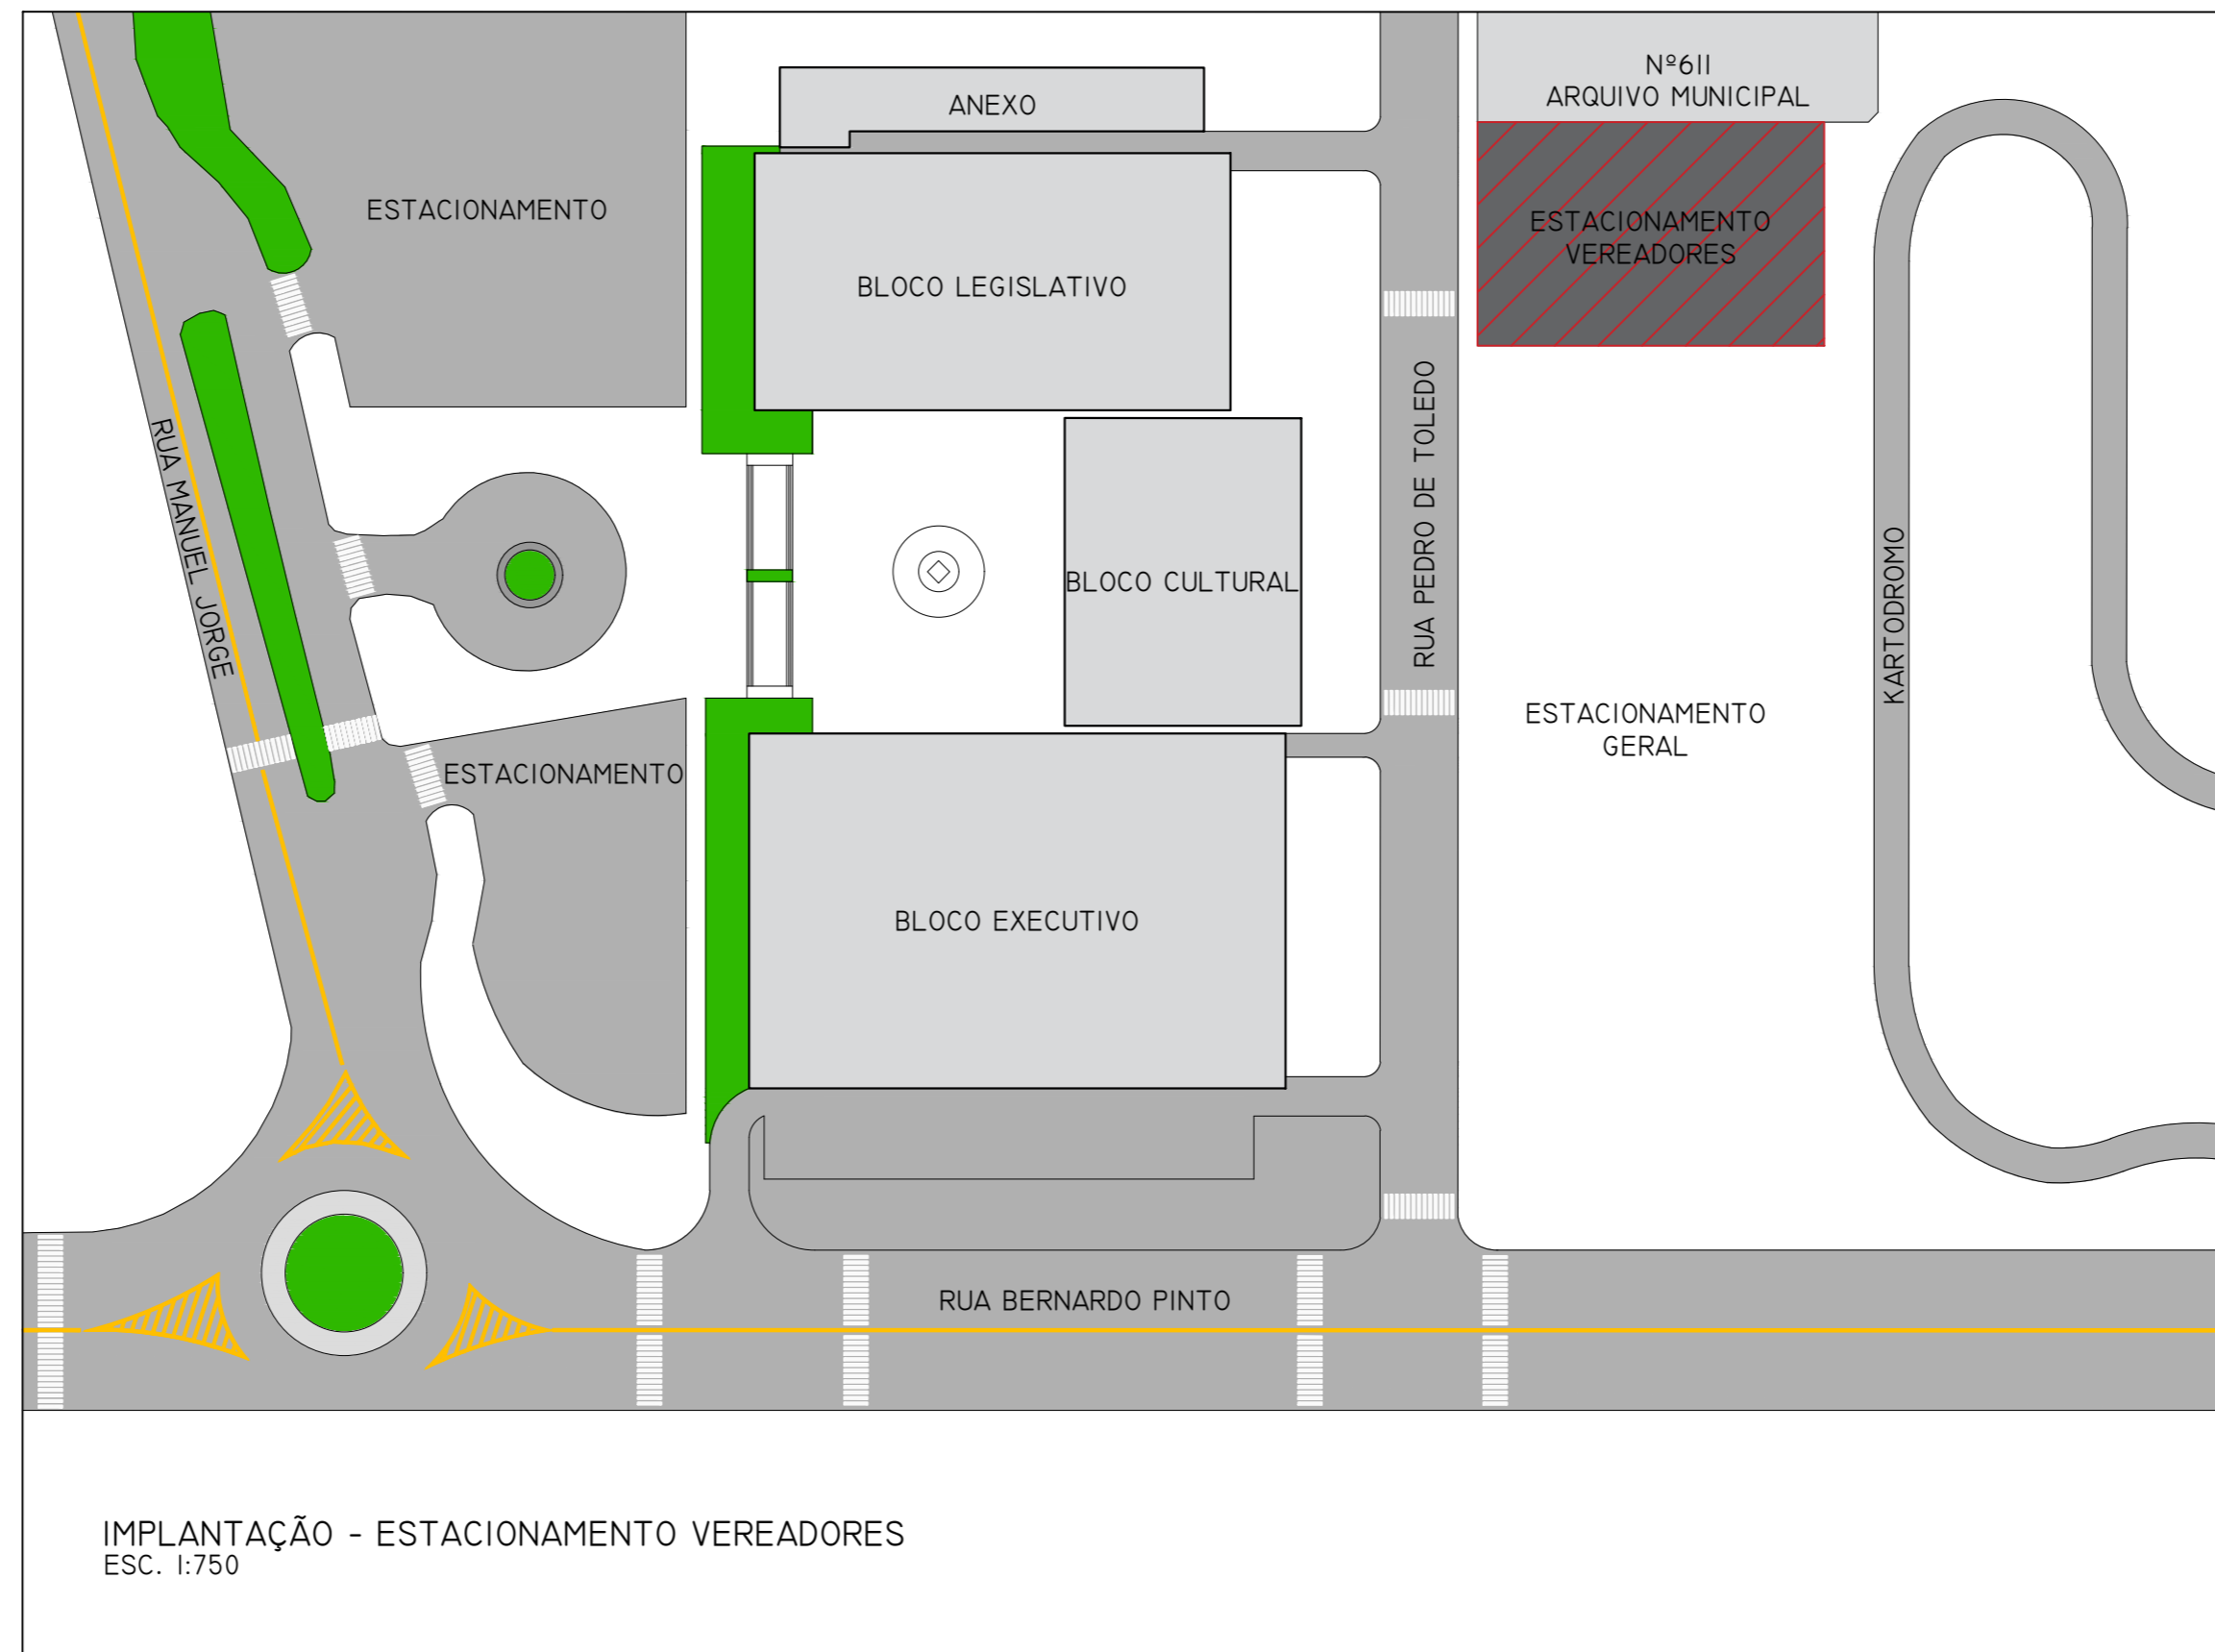 Nº611
ARQUIVO MUNICIPAL
ANEXO
ESTACIONAMENTO
ESTACIONAMENTO
VEREADORES
BLOCO LEGISLATIVO
RUA MANUEL JORGE
RUA PEDRO DE TOLEDO
BLOCO CULTURAL
KARTODROMO
ESTACIONAMENTO
GERAL
ESTACIONAMENTO
BLOCO EXECUTIVO
RUA BERNARDO PINTO
IMPLANTAÇÃO - ESTACIONAMENTO VEREADORES
ESC. 1:750